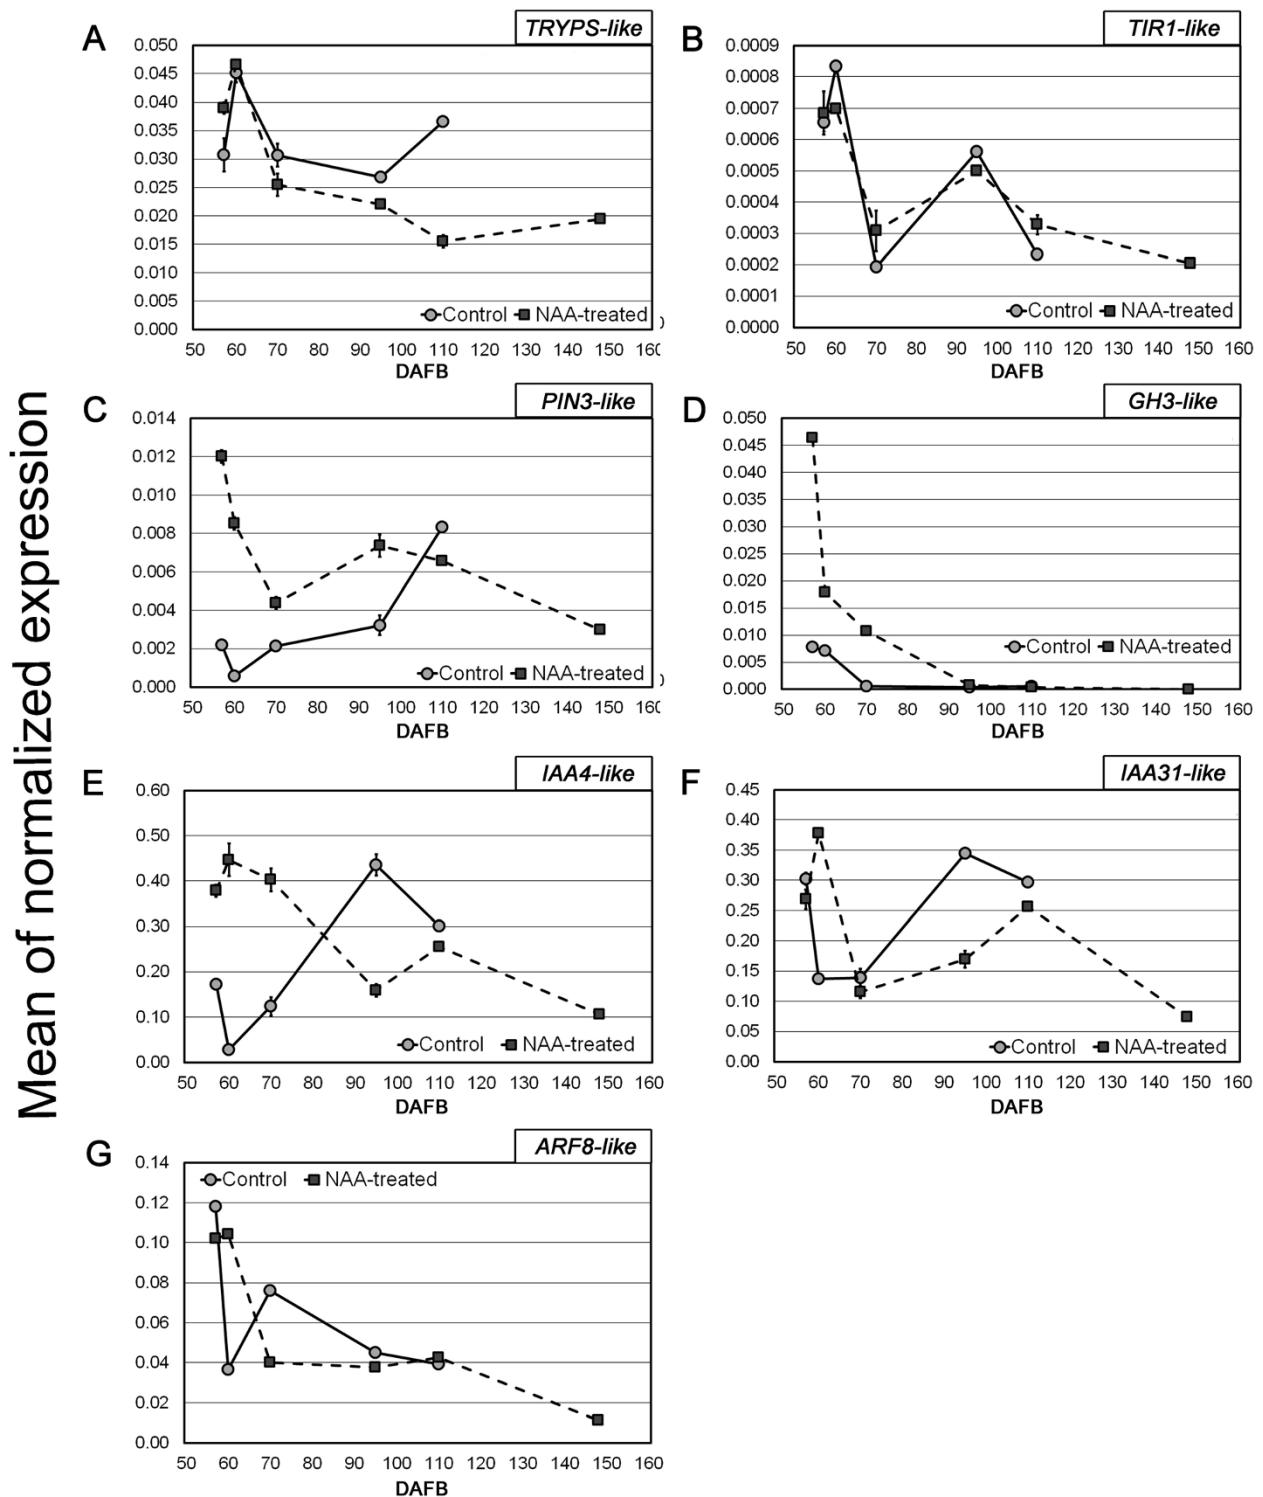 Mean of normalized expression
A
TRYPS-like
0.050
0.045
0.040
0.035
0.030
0.025
0.020
0.015
0.010
0.005
0.000
Control NAA-treated
50 60 70 80 90 100 110 120 130 140 150 160
DAFB
B
TIR1-like
0.0009
0.0008
0.0007
0.0006
0.0005
0.0004
0.0003
0.0002
0.0001
0.0000
Control NAA-treated
50 60 70 80 90 100 110 120 130 140 150 160
DAFB
C
PIN3-like
0.014
0.012
0.010
0.008
0.006
0.004
0.002
0.000
Control NAA-treated
50 60 70 80 90 100 110 120 130 140 150 160
DAFB
D
GH3-like
0.050
0.045
0.040
0.035
0.030
0.025
0.020
0.015
0.010
0.005
0.000
Control NAA-treated
50 60 70 80 90 100 110 120 130 140 150 160
DAFB
E
IAA4-like
0.60
0.50
0.40
0.30
0.20
0.10
0.00
Control NAA-treated
50 60 70 80 90 100 110 120 130 140 150 160
DAFB
F
IAA31-like
0.45
0.40
0.35
0.30
0.25
0.20
0.15
0.10
0.05
0.00
Control NAA-treated
50 60 70 80 90 100 110 120 130 140 150 160
DAFB
G
ARF8-like
0.14
Control NAA-treated
0.12
0.10
0.08
0.06
0.04
0.02
0.00
50 60 70 80 90 100 110 120 130 140 150 160
DAFB